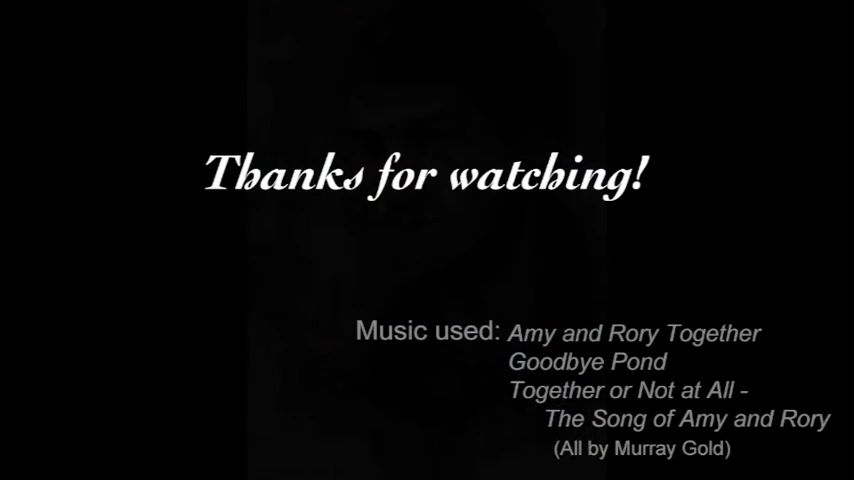 Thanks for watching!
Music used: Amy and Rory Together
Goodbye Pond
Together or Not at All -
The Song of Amy and Rory
(All by Murray Gold)